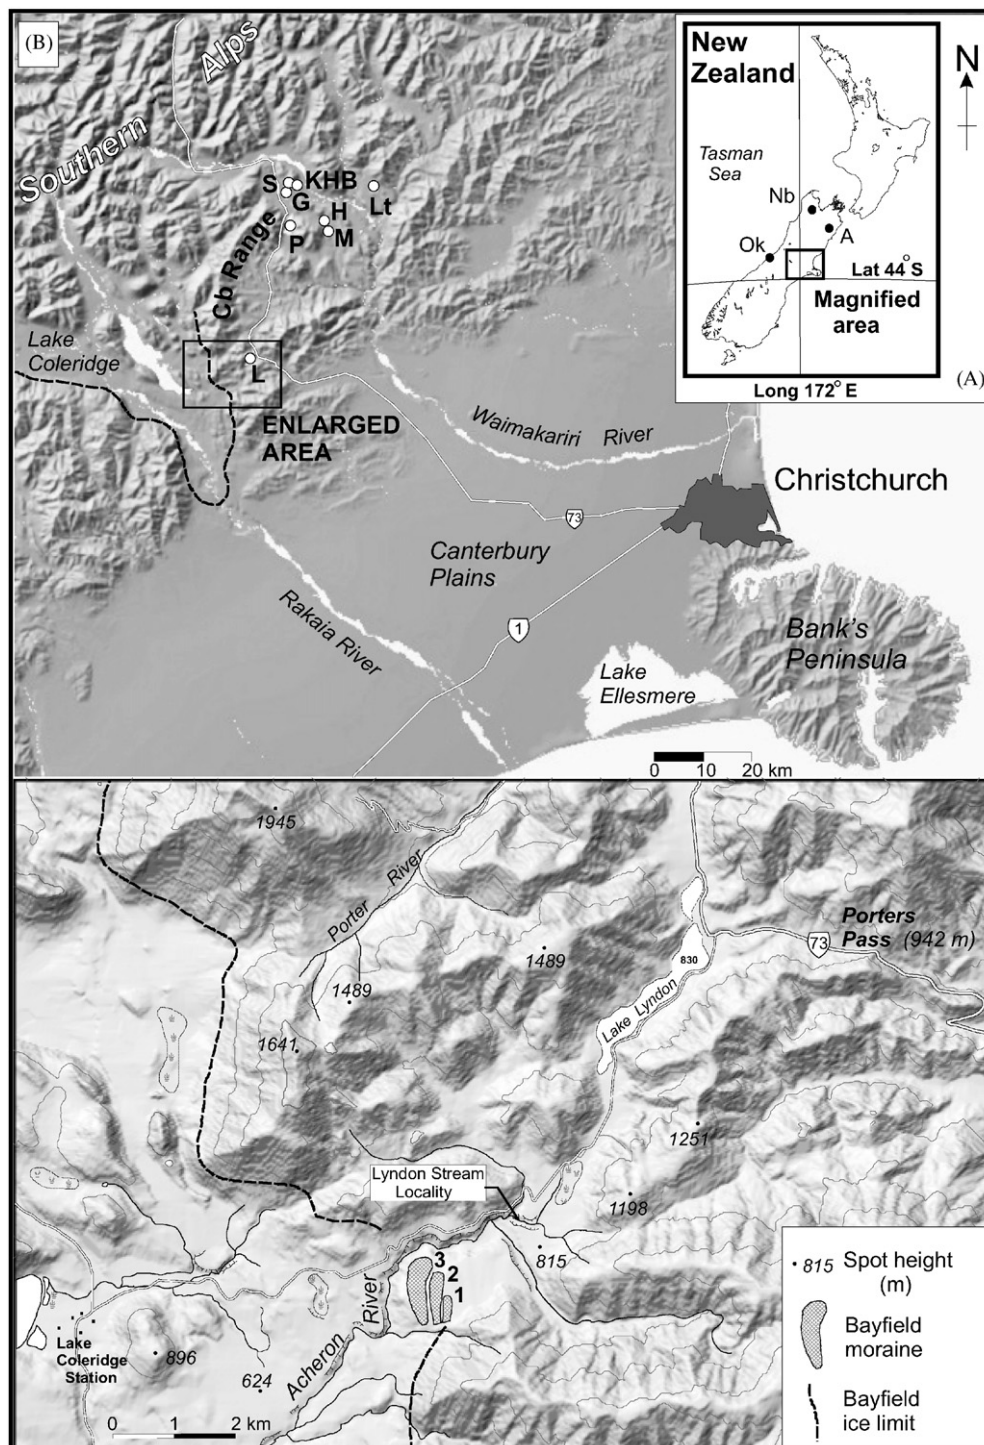 (B)
Southern Alps
New
Zealand
N
Tasman
Sea
Nb
A
Ok
Lat 44°S
Magnified
area
(A)
Long 172°E
S
KHB
G
Lt
H
P
M
Cb Range
Lake
Coleridge
L
ENLARGED
AREA
Waimakariri River
Christchurch
73
Canterbury
Plains
1
Rakaia River
Bank's
Peninsula
Lake
Ellesmere
0 10 20 km
1945
Porter River
Porters
Pass (942 m)
73
1489
830
1489
Lake Lyndon
1641
1251
Lyndon Stream
Locality
1198
815
3
2
1
Acheron River
Lake
Coleridge
Station
896
624
0 1 2 km
815 Spot height
(m)
Bayfield
moraine
Bayfield
ice limit